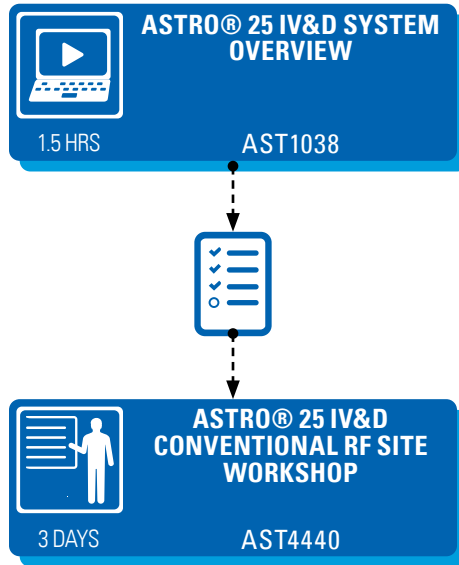 ASTRO® 25 IV&D SYSTEM
OVERVIEW
1.5 HRS
AST1038
ASTRO® 25 IV&D
CONVENTIONAL RF SITE
WORKSHOP
3 DAYS
AST4440